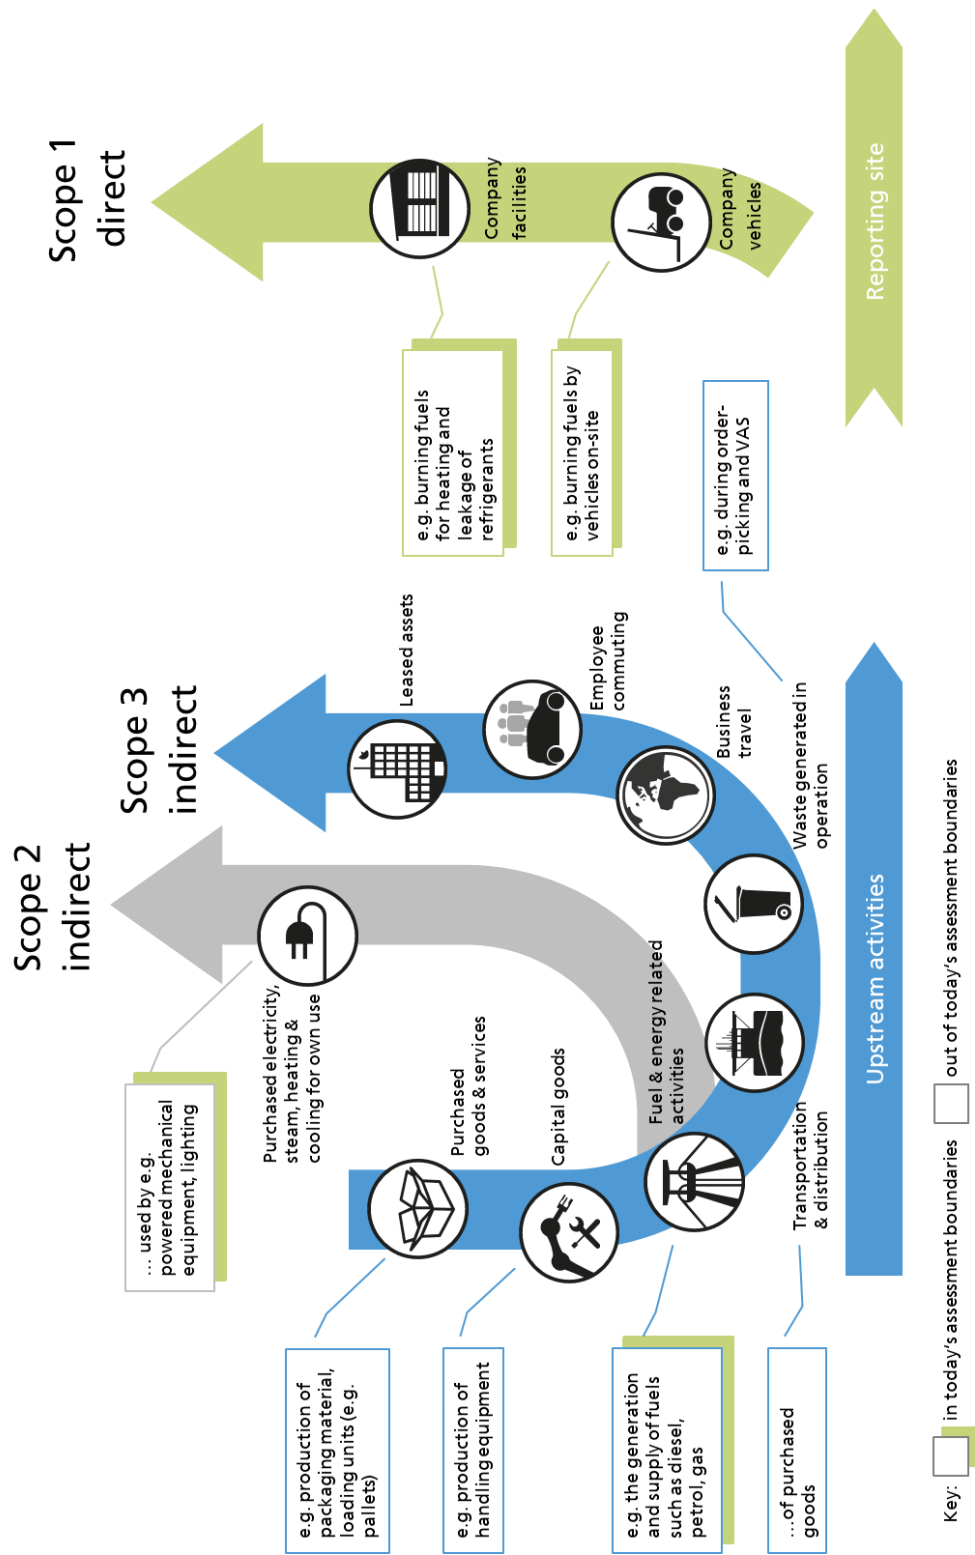 Scope 2
indirect
Scope 3
indirect
Scope 1
direct
… used by e.g.
powered mechanical
equipment, lighting
Purchased electricity,
steam, heating &
cooling for own use
e.g. production of
packaging material,
loading units (e.g.
pallets)
Purchased
goods & services
e.g. production of
handling equipment
Capital goods
e.g. the generation
and supply of fuels
such as diesel,
petrol, gas
Fuel & energy related
activities
...of purchased
goods
Transportation
& distribution
Waste generated in
operation
e.g. during order-
picking and VAS
Business
travel
Employee
commuting
Leased assets
e.g. burning fuels
for heating and
leakage of
refrigerants
Company
facilities
e.g. burning fuels by
vehicles on-site
Company
vehicles
Upstream activities
Reporting site
Key:
in today's assessment boundaries
out of today's assessment boundaries